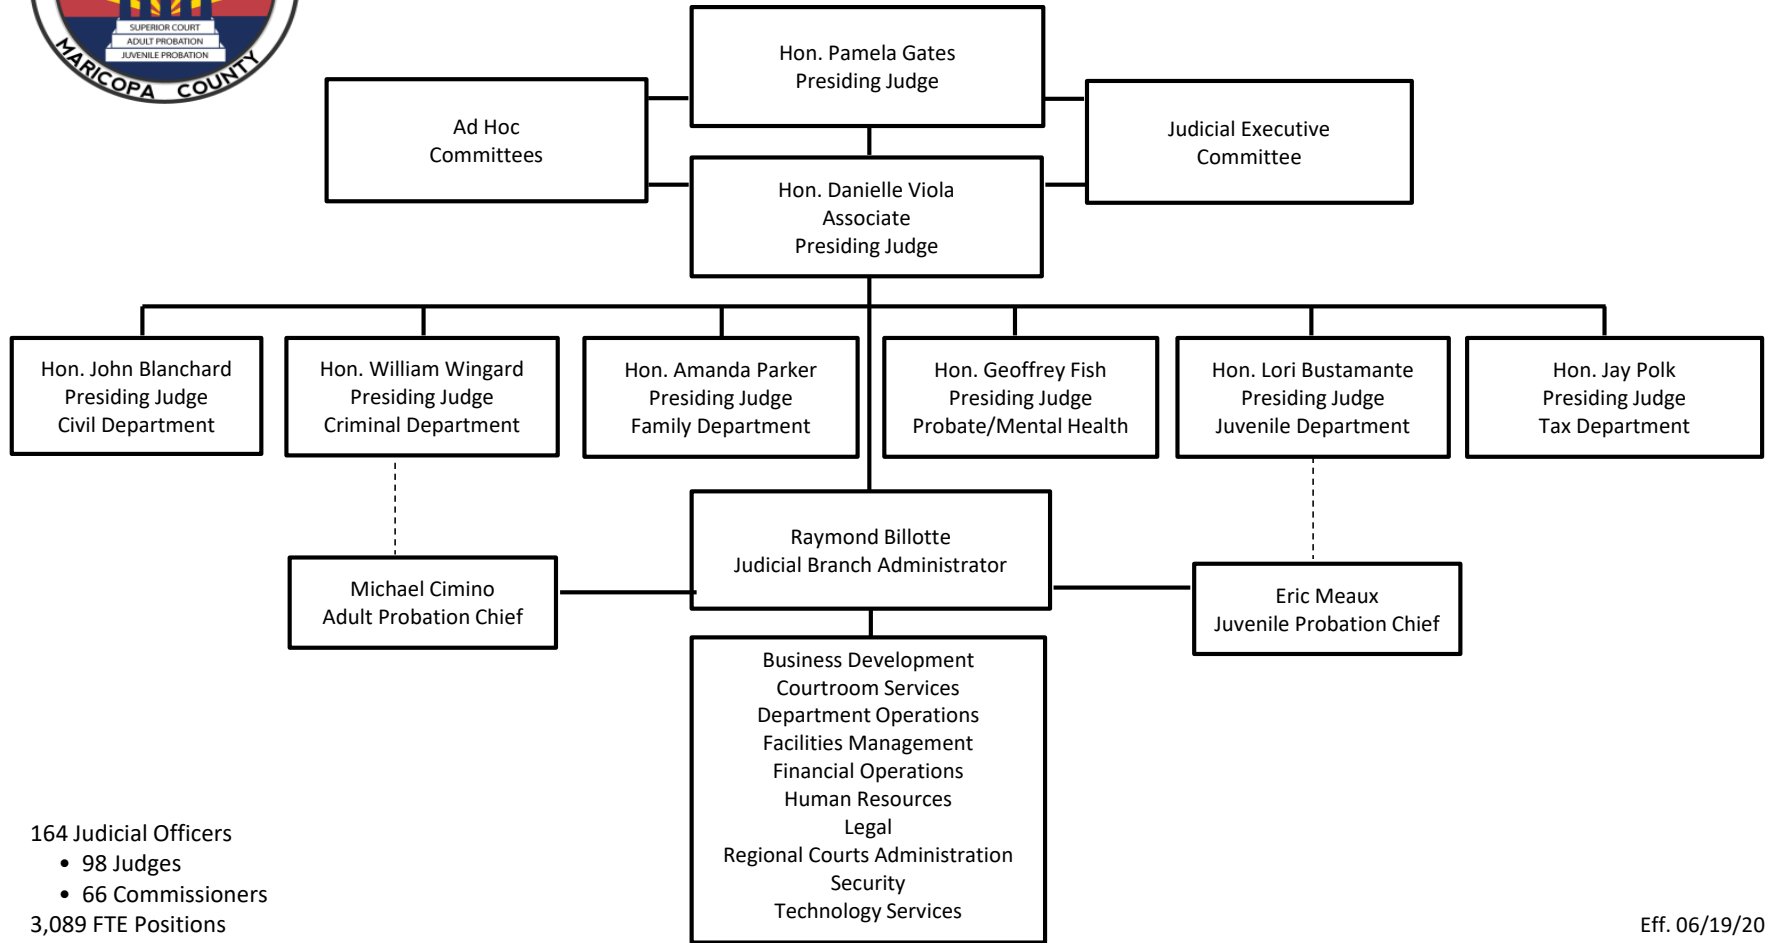 SUPERIOR COURT
ADULT PROBATION
JUVENILE PROBATION
MARICOPA COUNTY
Hon. Pamela Gates
Presiding Judge
Ad Hoc
Committees
Judicial Executive
Committee
Hon. Danielle Viola
Associate
Presiding Judge
Hon. John Blanchard
Presiding Judge
Civil Department
Hon. William Wingard
Presiding Judge
Criminal Department
Hon. Amanda Parker
Presiding Judge
Family Department
Hon. Geoffrey Fish
Presiding Judge
Probate/Mental Health
Hon. Lori Bustamante
Presiding Judge
Juvenile Department
Hon. Jay Polk
Presiding Judge
Tax Department
Raymond Billotte
Judicial Branch Administrator
Michael Cimino
Adult Probation Chief
Eric Meaux
Juvenile Probation Chief
Business Development
Courtroom Services
Department Operations
Facilities Management
Financial Operations
Human Resources
Legal
Regional Courts Administration
Security
Technology Services
164 Judicial Officers
• 98 Judges
• 66 Commissioners
3,089 FTE Positions
Eff. 06/19/20